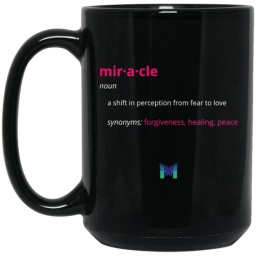 mir·a·cle
noun
a shift in perception from fear to love
synonyms: forgiveness, healing, peace
M